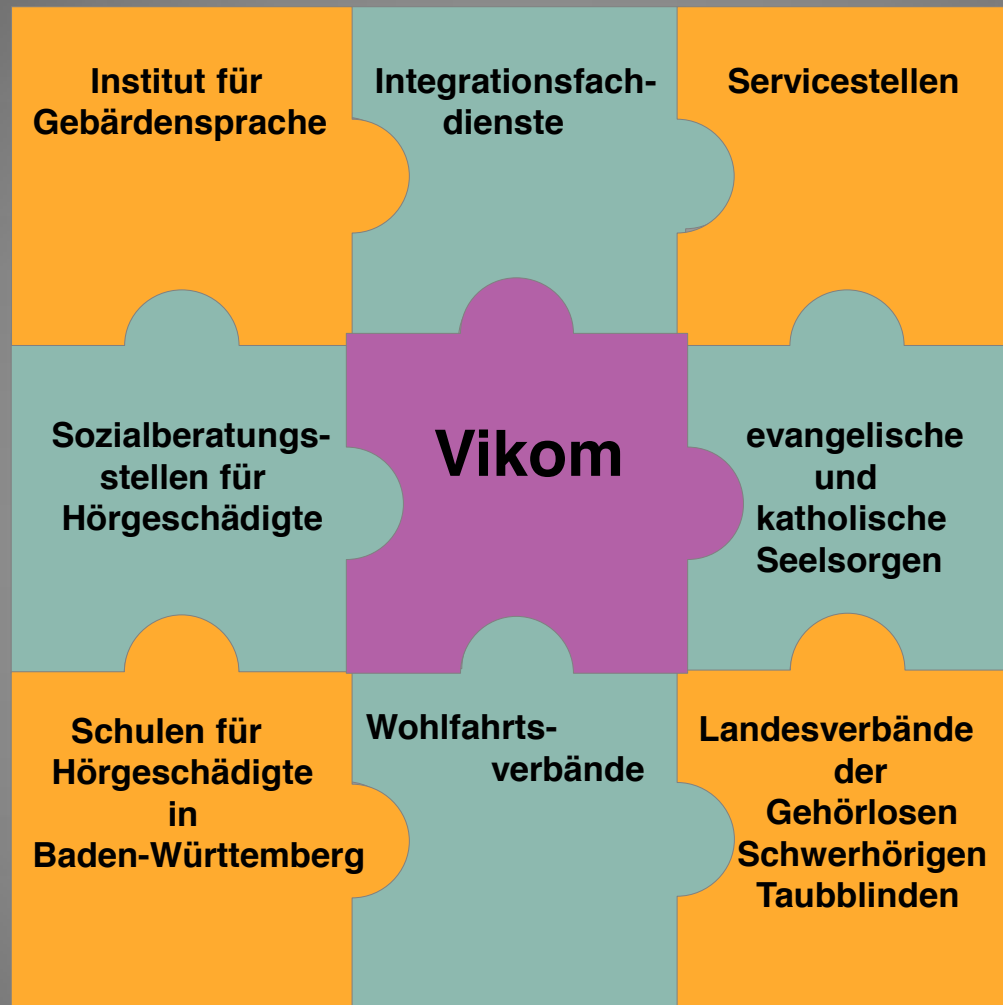 Institut für
Gebärdensprache
Integrationsfach-
dienste
Servicestellen
Sozialberatungs-
stellen für
Hörgeschädigte
Vikom
evangelische
und
katholische
Seelsorgen
Schulen für
Hörgeschädigte
in
Baden-Württemberg
Wohlfahrts-
verbände
Landesverbände
der
Gehörlosen
Schwerhörigen
Taubblinden